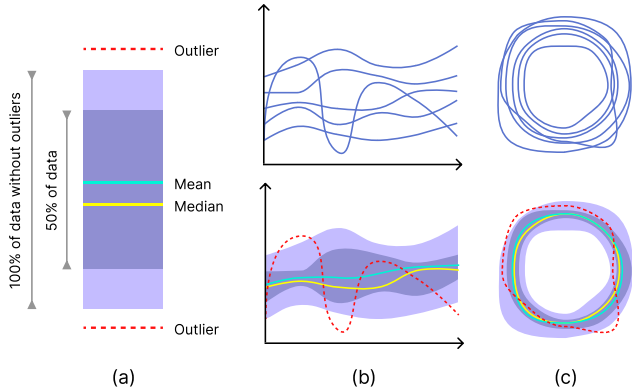 Outlier
100% of data without outliers
50% of data
Mean
Median
Outlier
(a)
(b)
(c)